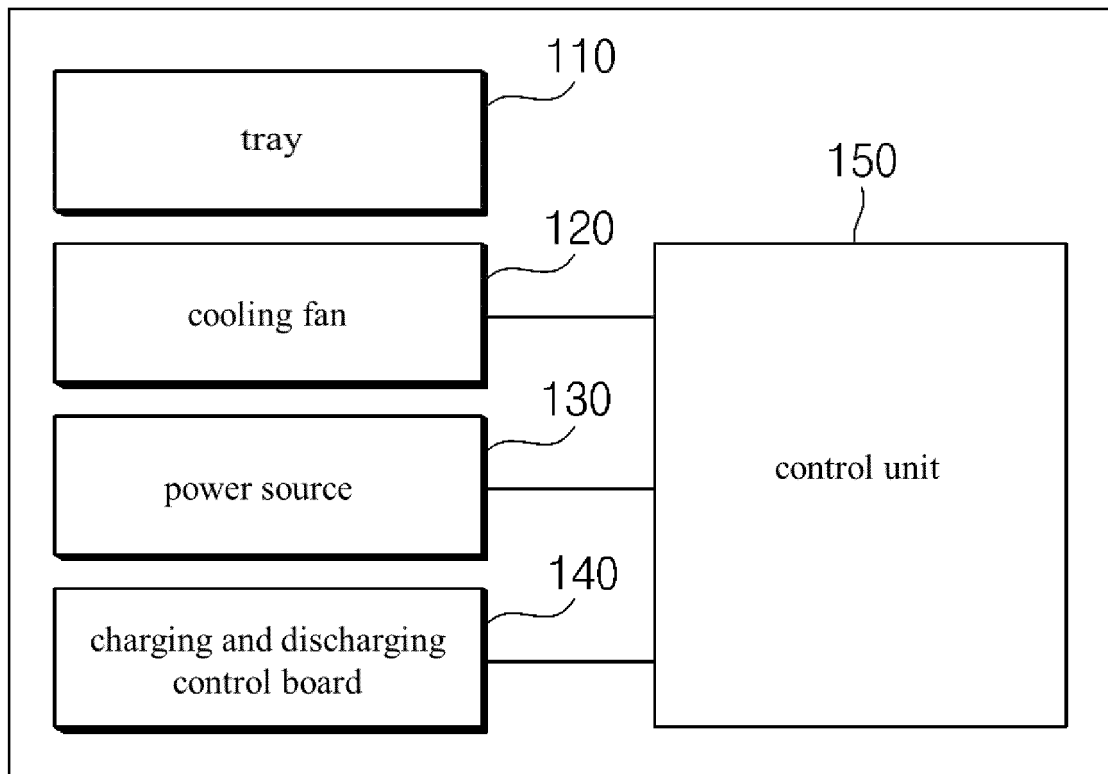 110
tray
150
120
cooling fan
130
power source
control unit
140
charging and discharging
control board